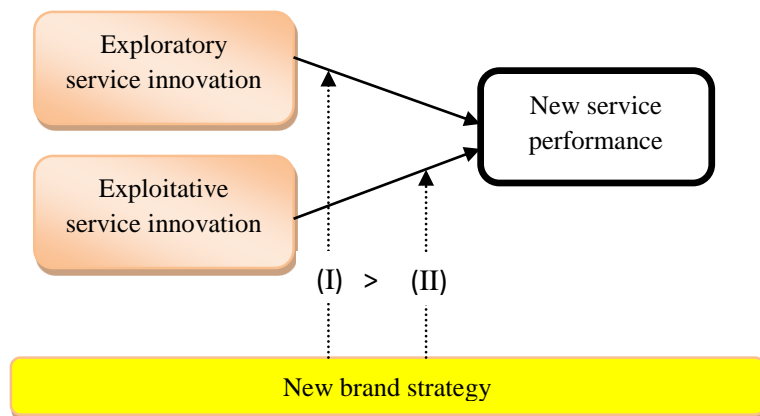 Exploratory
service innovation
New service
performance
Exploitative
service innovation
(I) > (II)
New brand strategy